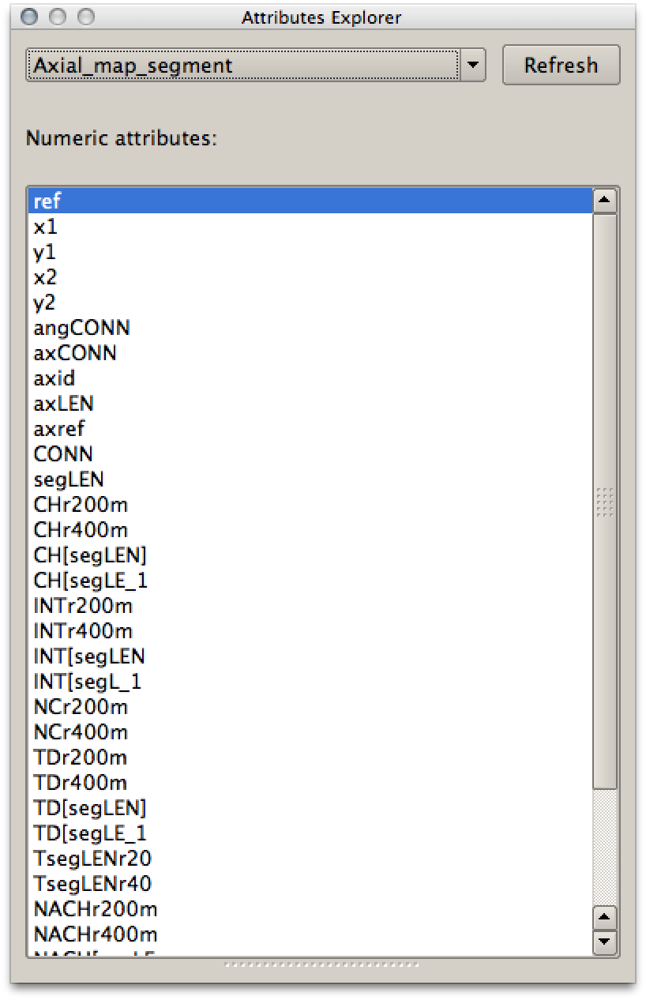 Attributes Explorer
Axial_map_segment
Refresh
Numeric attributes:
ref
x1
y1
x2
y2
angCONN
axCONN
axid
axLEN
axref
CONN
segLEN
CHr200m
CHr400m
CH[segLEN]
CH[segLE_1
INTr200m
INTr400m
INT[segLEN
INT[segL_1
NCr200m
NCr400m
TDr200m
TDr400m
TD[segLEN]
TD[segLE_1
TsegLENr20
TsegLENr40
NACHr200m
NACHr400m